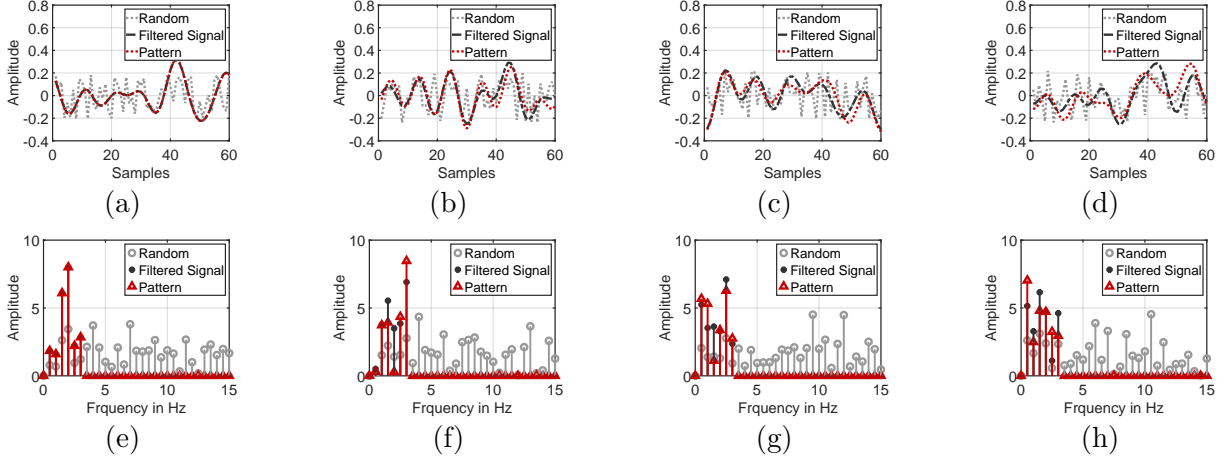 0.8
0.6
0.4
0.2
0
-0.2
-0.4
Amplitude
0 20 40 60
Samples
Random
Filtered Signal
Pattern
(a)
0.8
0.6
0.4
0.2
0
-0.2
-0.4
Amplitude
0 20 40 60
Samples
Random
Filtered Signal
Pattern
(b)
0.8
0.6
0.4
0.2
0
-0.2
-0.4
Amplitude
0 20 40 60
Samples
Random
Filtered Signal
Pattern
(c)
0.8
0.6
0.4
0.2
0
-0.2
-0.4
Amplitude
0 20 40 60
Samples
Random
Filtered Signal
Pattern
(d)
10
5
0
Amplitude
0 5 10 15
Frquency in Hz
Random
Filtered Signal
Pattern
(e)
10
5
0
Amplitude
0 5 10 15
Frquency in Hz
Random
Filtered Signal
Pattern
(f)
10
5
0
Amplitude
0 5 10 15
Frquency in Hz
Random
Filtered Signal
Pattern
(g)
10
5
0
Amplitude
0 5 10 15
Frquency in Hz
Random
Filtered Signal
Pattern
(h)